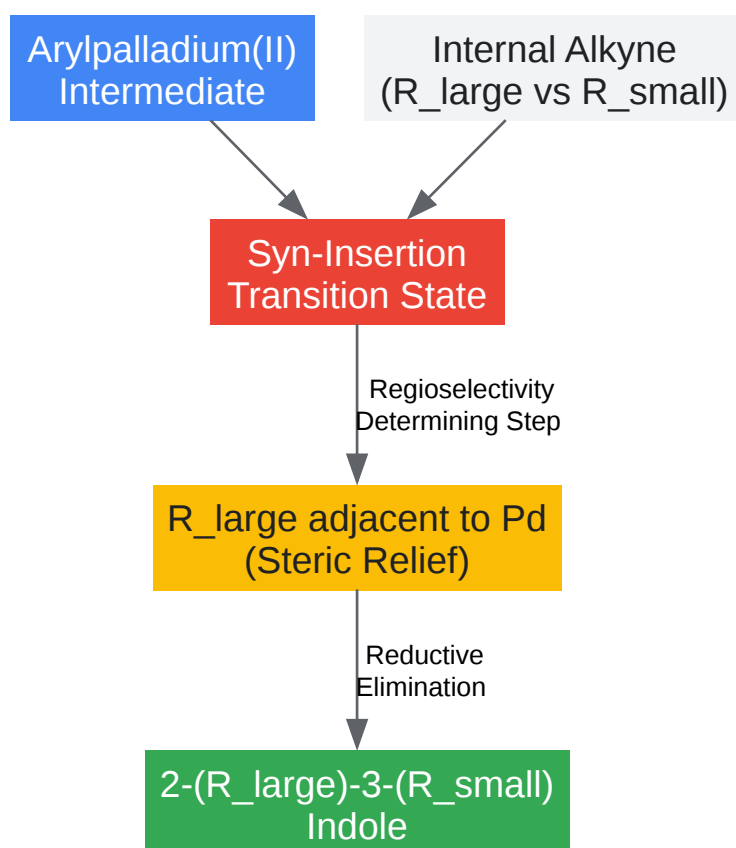 Arylpalladium(II)
Intermediate
Internal Alkyne
(R_large vs R_small)
Syn-Insertion
Transition State
Regioselectivity
Determining Step
R_large adjacent to Pd
(Steric Relief)
Reductive
Elimination
2-(R_large)-3-(R_small)
Indole